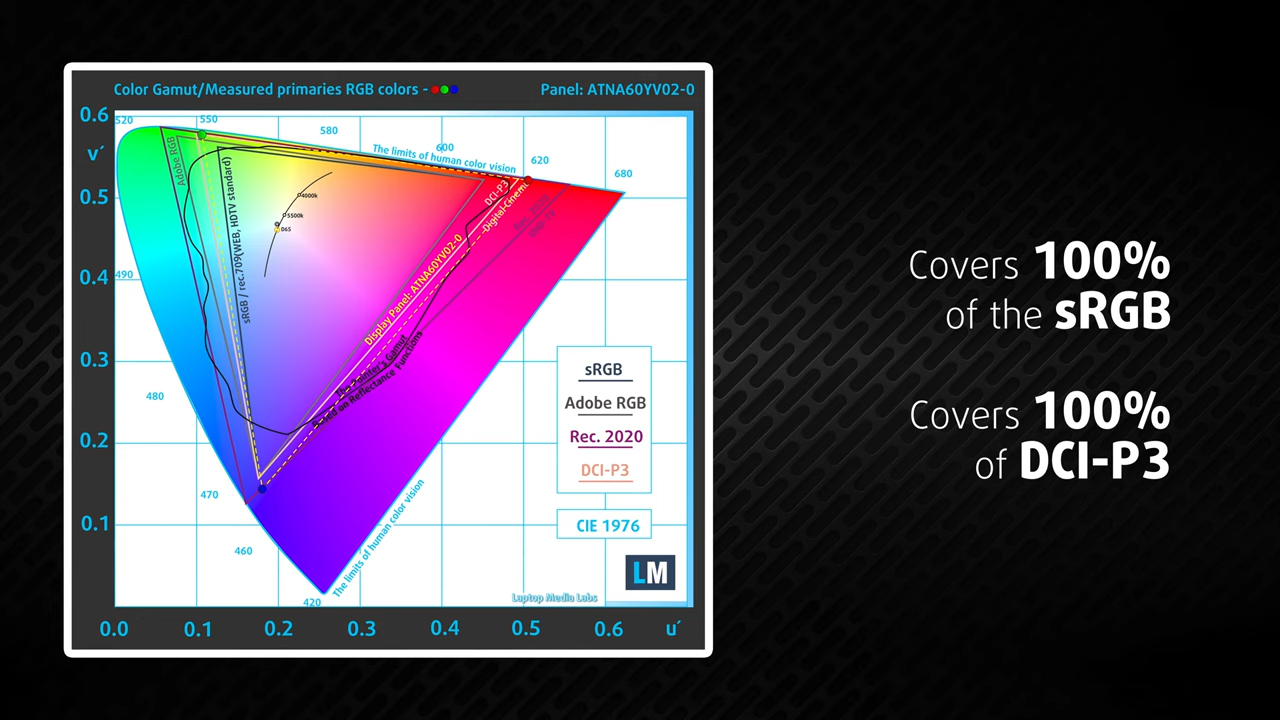 Color Gamut/Measured primaries RGB colors -
Panel: ATNA60YV02-0
0.6
v´
0.5
0.4
0.3
0.2
0.1
0.0 0.1 0.2 0.3 0.4 0.5 0.6 u´
520
550
580
600
620
680
490
480
470
460
420
The limits of human color vision
The limits of human color vision
Adobe RGB
sRGB / rec.709(WEB, HDTV standard)
4000k
5500k
D65
DCI-P3
Digital Cinema
Rec. 2020
Display Panel: ATNA60YV02-0
Based on Reflectance Functions
sRGB
Adobe RGB
Rec. 2020
DCI-P3
CIE 1976
LM
Laptop Media Labs
Covers 100%
of the sRGB
Covers 100%
of DCI-P3